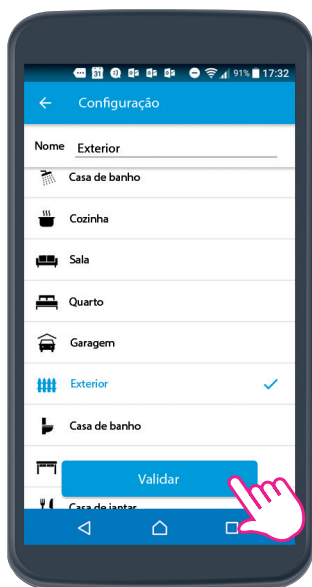 31 91% 17:32
Configuração
Nome Exterior
Casa de banho
Cozinha
Sala
Quarto
Garagem
Exterior
Casa de banho
Validar
Casa de jantar